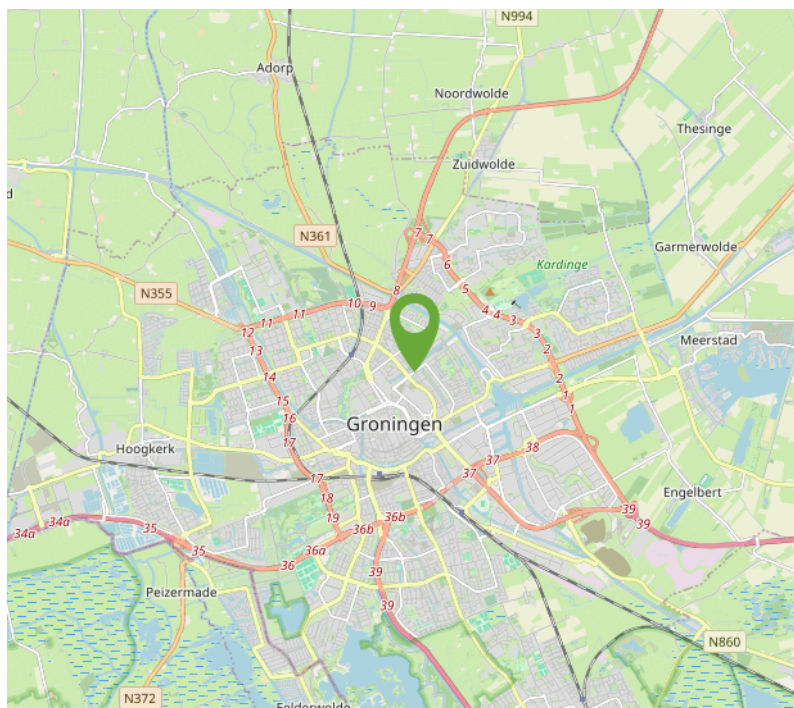 N994
Adorp
Noordwolde
Thesinge
Zuidwolde
d
N361
7
7
Garmerwolde
6
Kardinge
8
5
N355
10
9
11
11
4
4
3
12
3
13
2
Meerstad
14
2
15
1
16
1
Groningen
17
38
Hoogkerk
37
17
37
18
Engelbert
19
36b
36b
39
34a
34a
35
39
35
36a
36
39
Peizermade
39
N860
N372
Eelderwolde